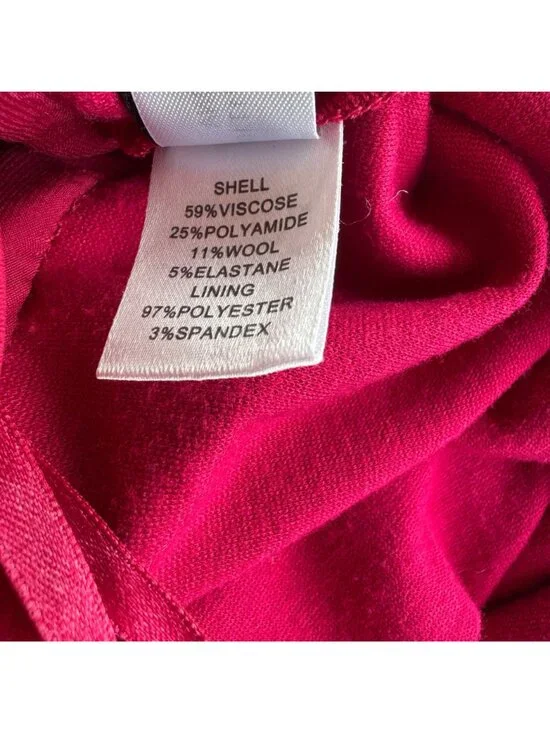 SHELL
59%VISCOSE
25%POLYAMIDE
11%WOOL
5%ELASTANE
LINING
97%POLYESTER
3%SPANDEX